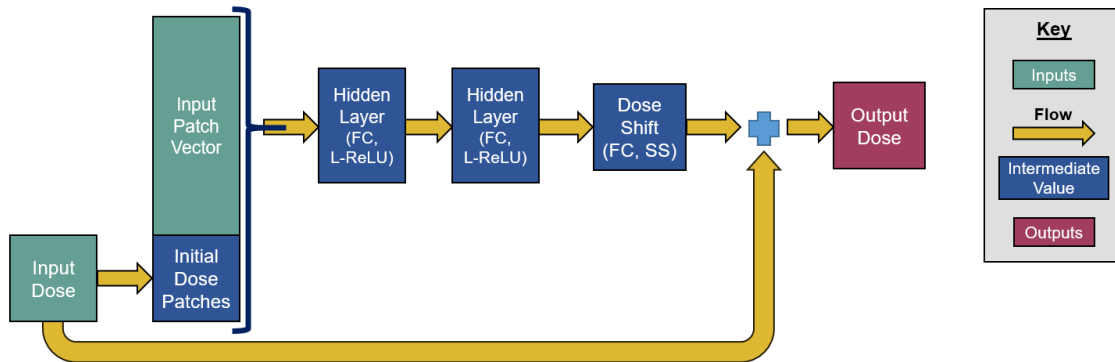 Input
Patch
Vector
Input
Dose
Initial
Dose
Patches
Hidden
Layer
(FC,
L-ReLU)
Hidden
Layer
(FC,
L-ReLU)
Dose
Shift
(FC, SS)
Output
Dose
Key
Inputs
Flow
Intermediate
Value
Outputs